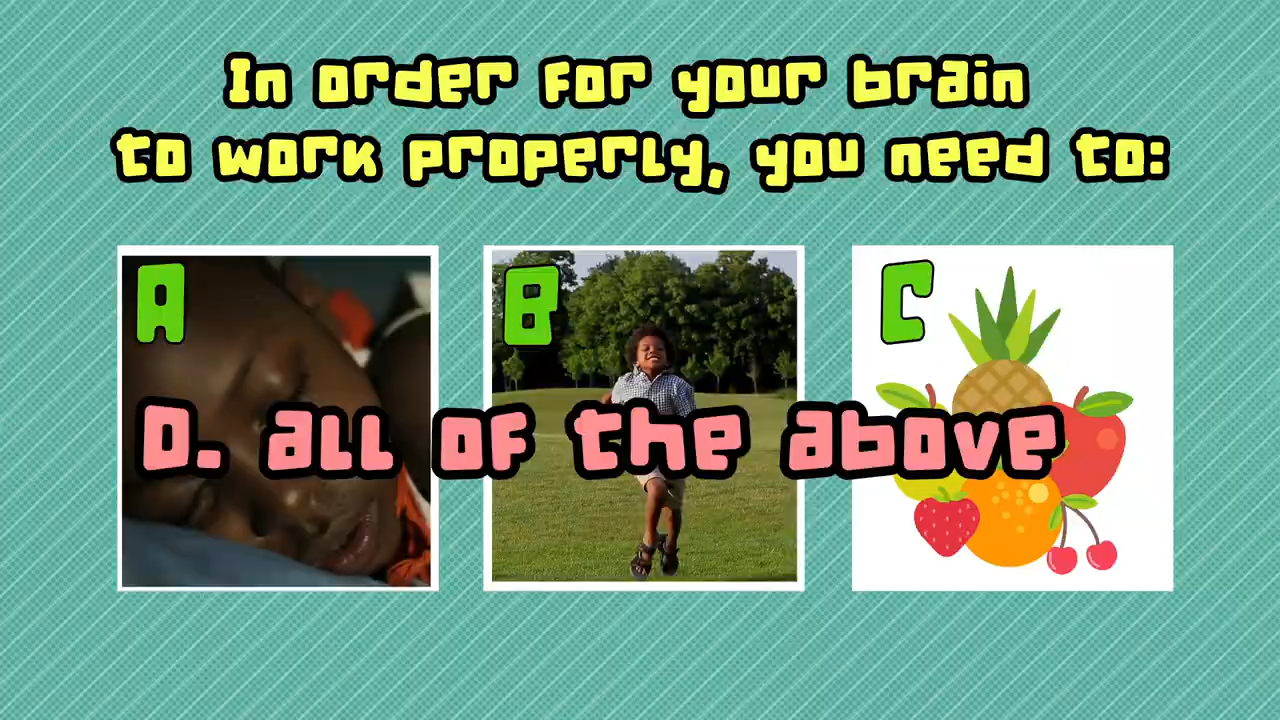 In order for your brain
to work properly, you need to:
A
B
C
D. all of the above